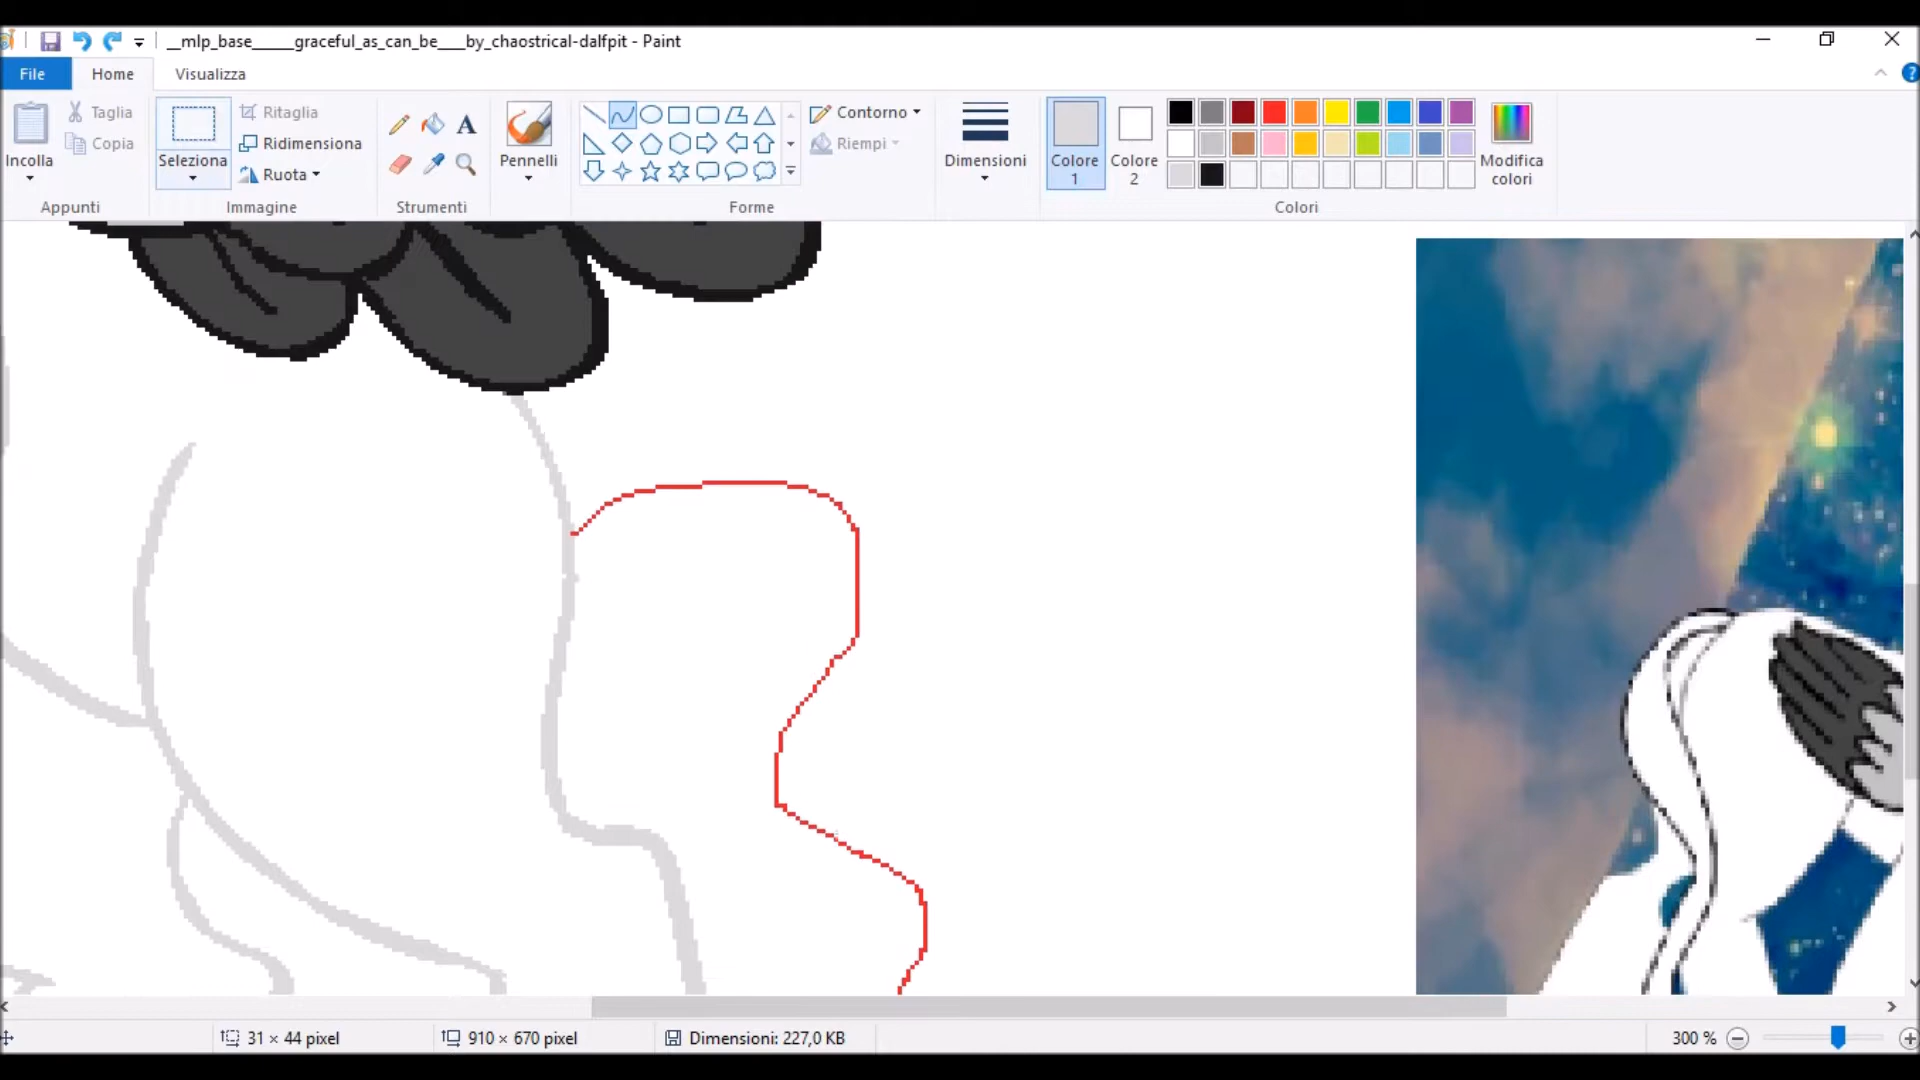 __mlp_base_____graceful_as_can_be___by_chaostrical-dalfpit - Paint
File Home Visualizza
Incolla
Taglia
Copia
Appunti
Seleziona
Ritaglia
Ridimensiona
Ruota
Immagine
A
Strumenti
Pennelli
Contorno
Riempi
Forme
Dimensioni
Colore
1
Colore
2
Modifica
colori
Colori
31 × 44 pixel
910 × 670 pixel
Dimensioni: 227,0 KB
300 %